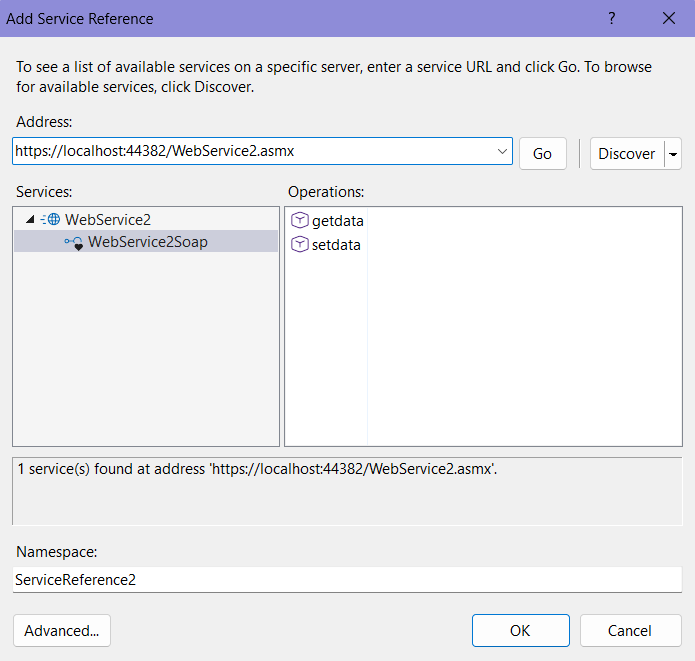 Add Service Reference
?
To see a list of available services on a specific server, enter a service URL and click Go. To browse
for available services, click Discover.
Address:
https://localhost:44382/WebService2.asmx
Go
Discover
Services:
Operations:
WebService2
WebService2Soap
getdata
setdata
1 service(s) found at address 'https://localhost:44382/WebService2.asmx'.
Namespace:
ServiceReference2
Advanced...
OK
Cancel